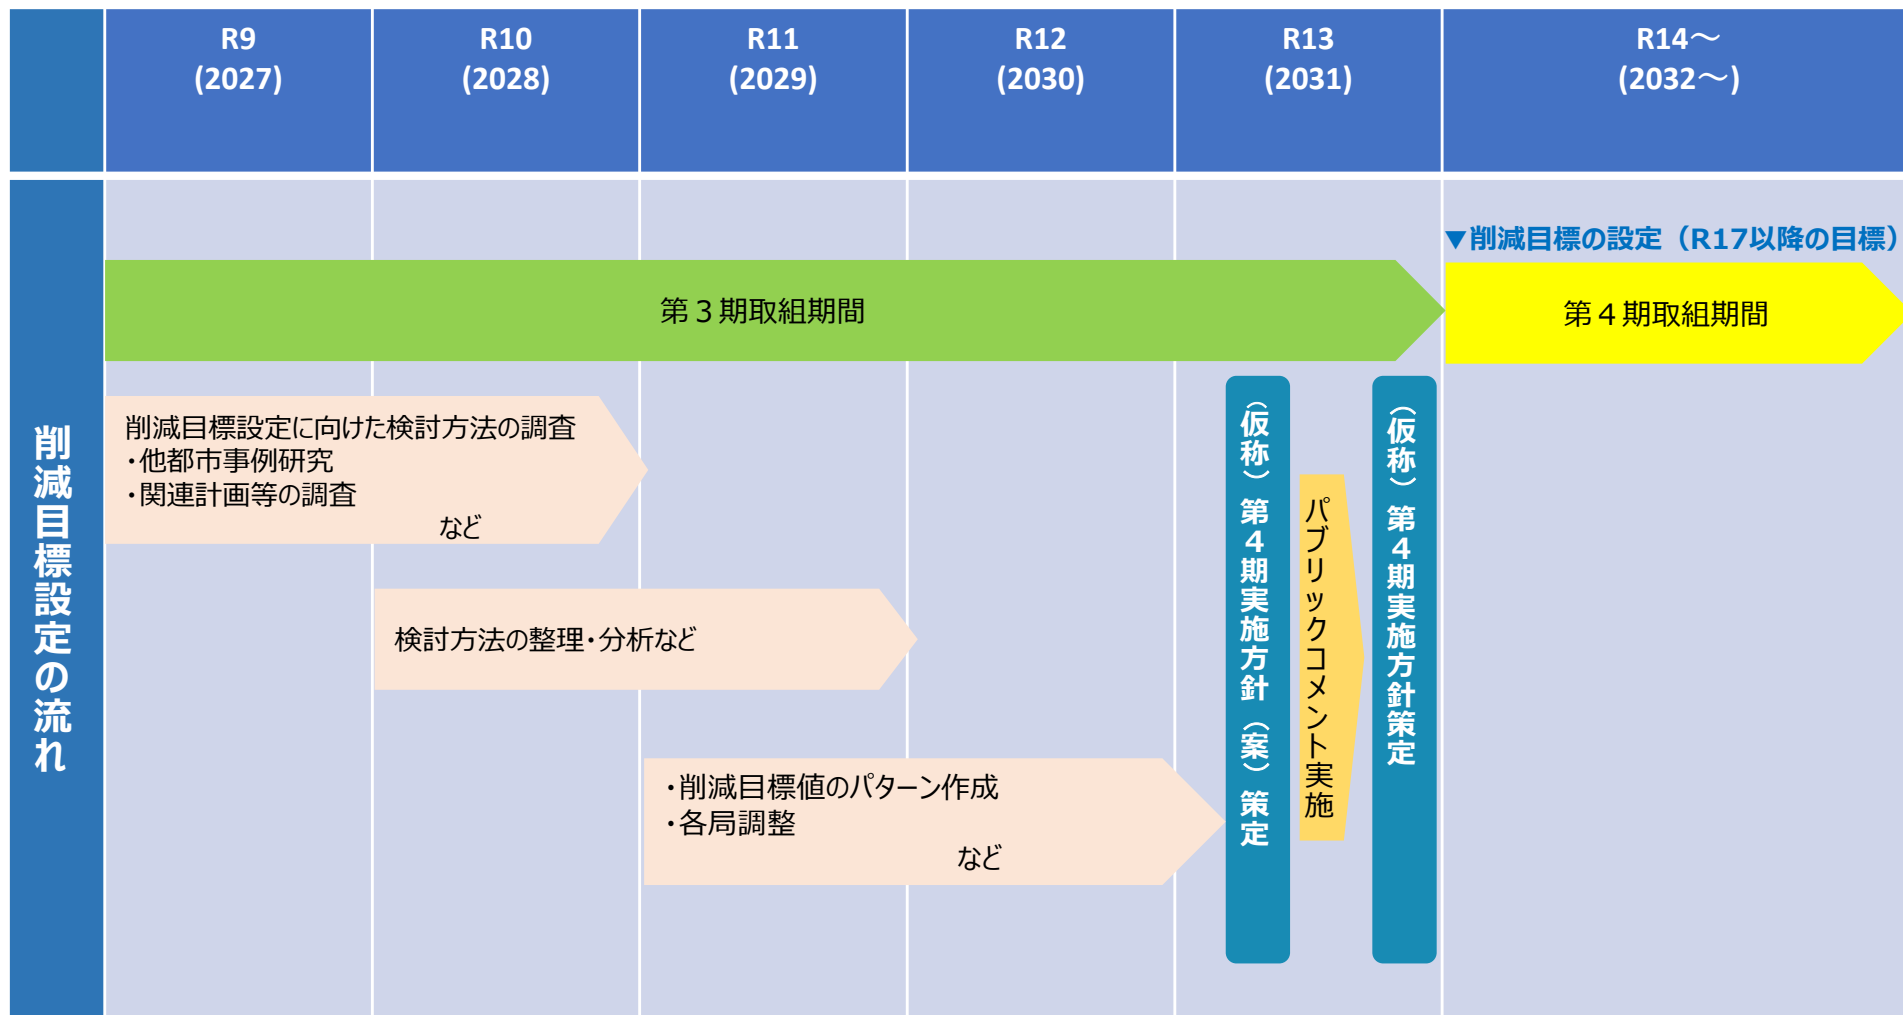 R9
(2027)
R10
(2028)
R11
(2029)
R12
(2030)
R13
(2031)
R14～
(2032～)
削減目標設定の流れ
▼削減目標の設定（R17以降の目標）
第３期取組期間
第４期取組期間
削減目標設定に向けた検討方法の調査
・他都市事例研究
・関連計画等の調査
など
検討方法の整理・分析など
・削減目標値のパターン作成
・各局調整
など
（仮称）第４期実施方針（案）策定
パブリックコメント実施
（仮称）第４期実施方針策定